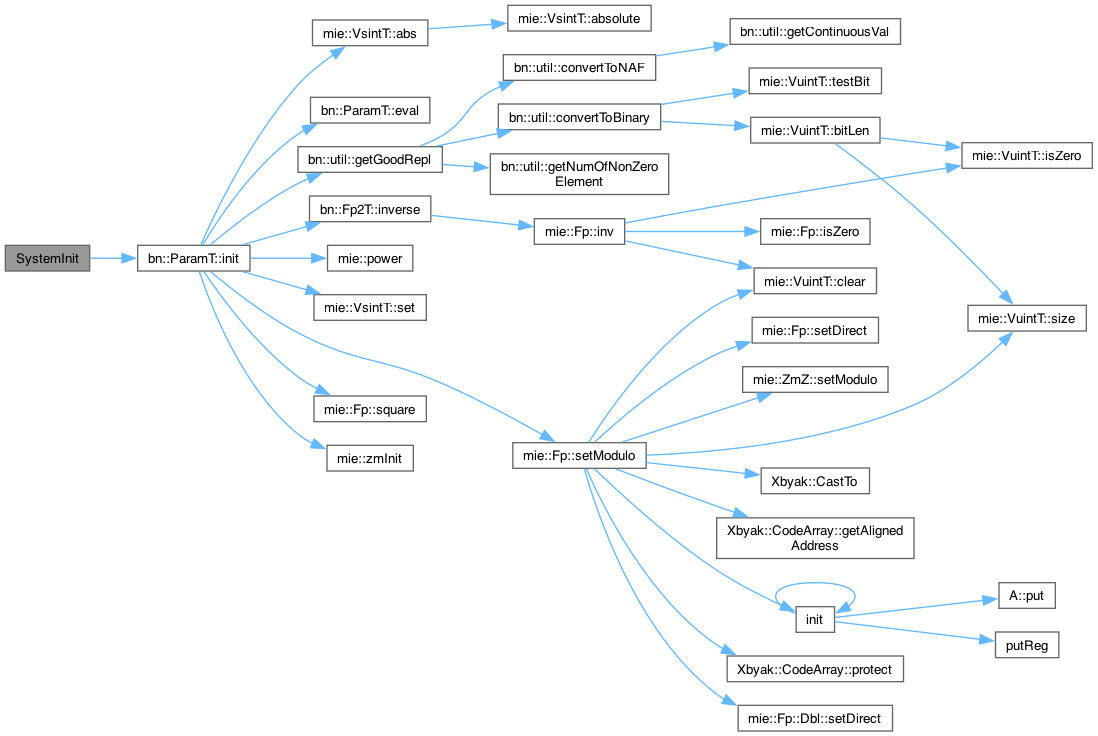 SystemInit
bn::ParamT::init
mie::VsintT::abs
bn::ParamT::eval
bn::util::getGoodRepl
bn::Fp2T::inverse
mie::power
mie::VsintT::set
mie::Fp::square
mie::zmInit
mie::VsintT::absolute
bn::util::convertToNAF
bn::util::convertToBinary
bn::util::getNumOfNonZero
Element
mie::Fp::inv
mie::Fp::setModulo
bn::util::getContinuousVal
mie::VuintT::testBit
mie::VuintT::bitLen
mie::Fp::isZero
mie::VuintT::clear
mie::Fp::setDirect
mie::ZmZ::setModulo
Xbyak::CastTo
Xbyak::CodeArray::getAligned
Address
init
Xbyak::CodeArray::protect
mie::Fp::Dbl::setDirect
mie::VuintT::isZero
mie::VuintT::size
A::put
putReg